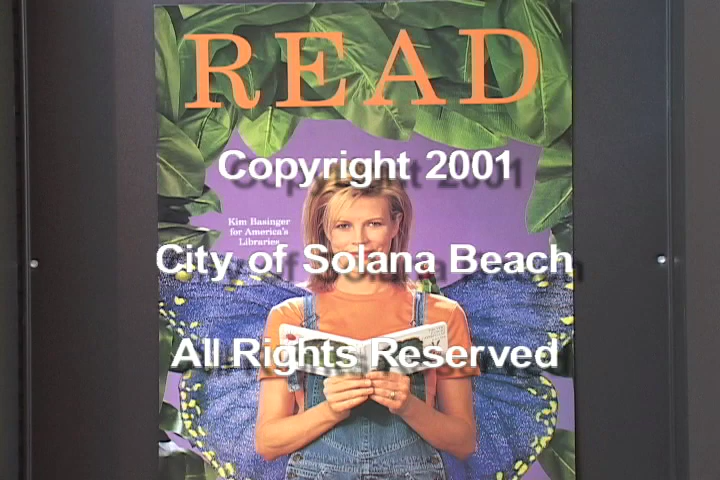 READ
Copyright 2001
Kim Basinger
for America's
Libraries
City of Solana Beach
All Rights Reserved